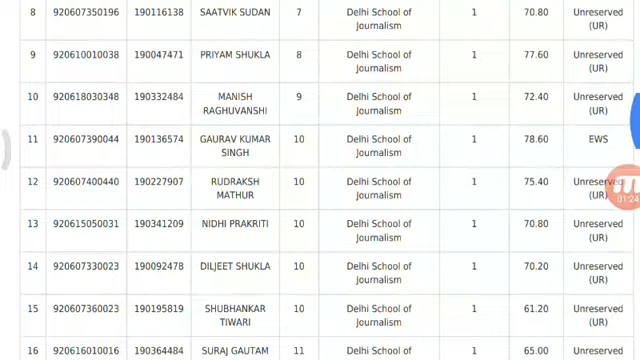 8 920607350196 190116138 SAATVIK SUDAN 7 Delhi School of Journalism 1 70.80 Unreserved (UR)
9 920610010038 190047471 PRIYAM SHUKLA 8 Delhi School of Journalism 1 77.60 Unreserved (UR)
10 920618030348 190332484 MANISH RAGHUVANSHI 9 Delhi School of Journalism 1 72.40 Unreserved (UR)
11 920607390044 190136574 GAURAV KUMAR SINGH 10 Delhi School of Journalism 1 78.60 EWS
12 920607400440 190227907 RUDRAKSH MATHUR 10 Delhi School of Journalism 1 75.40 Unreserved (UR)
01:24
13 920615050031 190341209 NIDHI PRAKRITI 10 Delhi School of Journalism 1 70.80 Unreserved (UR)
14 920607330023 190092478 DILJEET SHUKLA 10 Delhi School of Journalism 1 70.20 Unreserved (UR)
15 920607360023 190195819 SHUBHANKAR TIWARI 10 Delhi School of Journalism 1 61.20 Unreserved (UR)
16 920616010016 190364484 SURAJ GAUTAM 11 Delhi School of 1 65.00 Unreserved